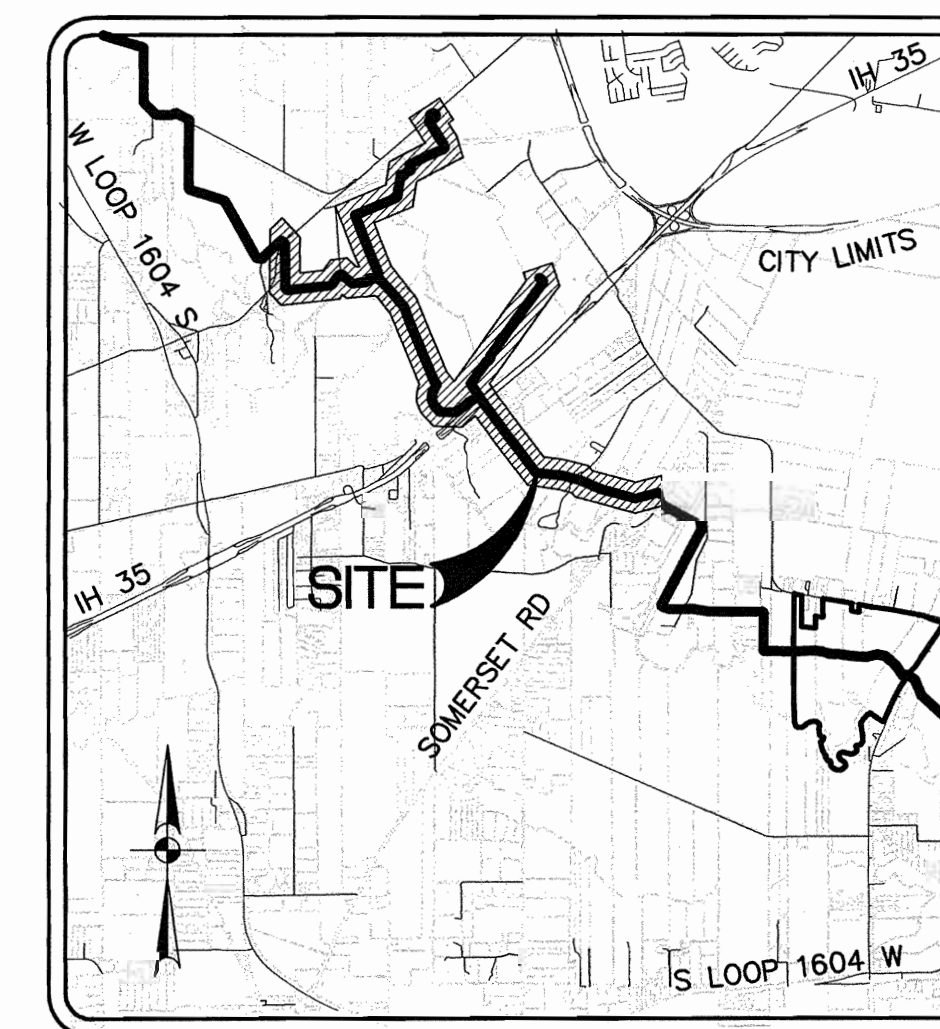 IH 35
W LOOP 1604 S
CITY LIMITS
IH 35
SITE
SOMERSET RD
S LOOP 1604 W